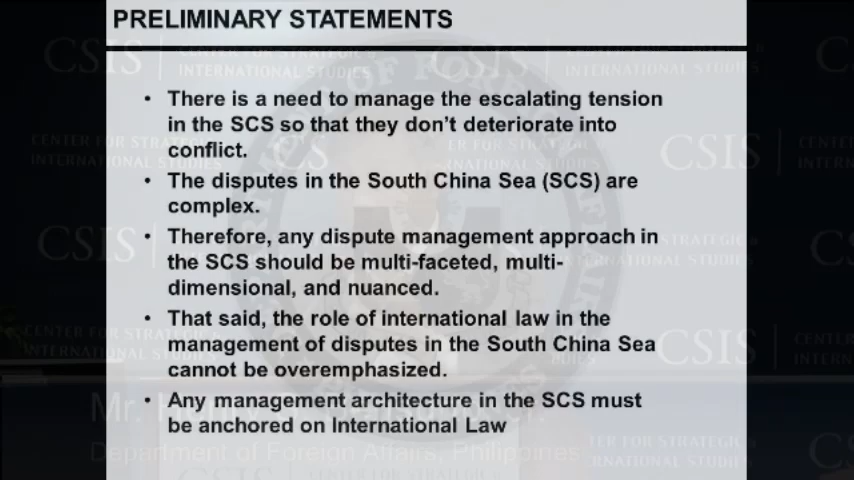 PRELIMINARY STATEMENTS
CSIS
CENTER FOR STRATEGIC &
INTERNATIONAL STUDIES
• There is a need to manage the escalating tension
in the SCS so that they don't deteriorate into
conflict.
• The disputes in the South China Sea (SCS) are
complex.
• Therefore, any dispute management approach in
the SCS should be multi-faceted, multi-
dimensional, and nuanced.
• That said, the role of international law in the
management of disputes in the South China Sea
cannot be overemphasized.
• Any management architecture in the SCS must
be anchored on International Law
Mr.
Department of Foreign Affairs, Philippines